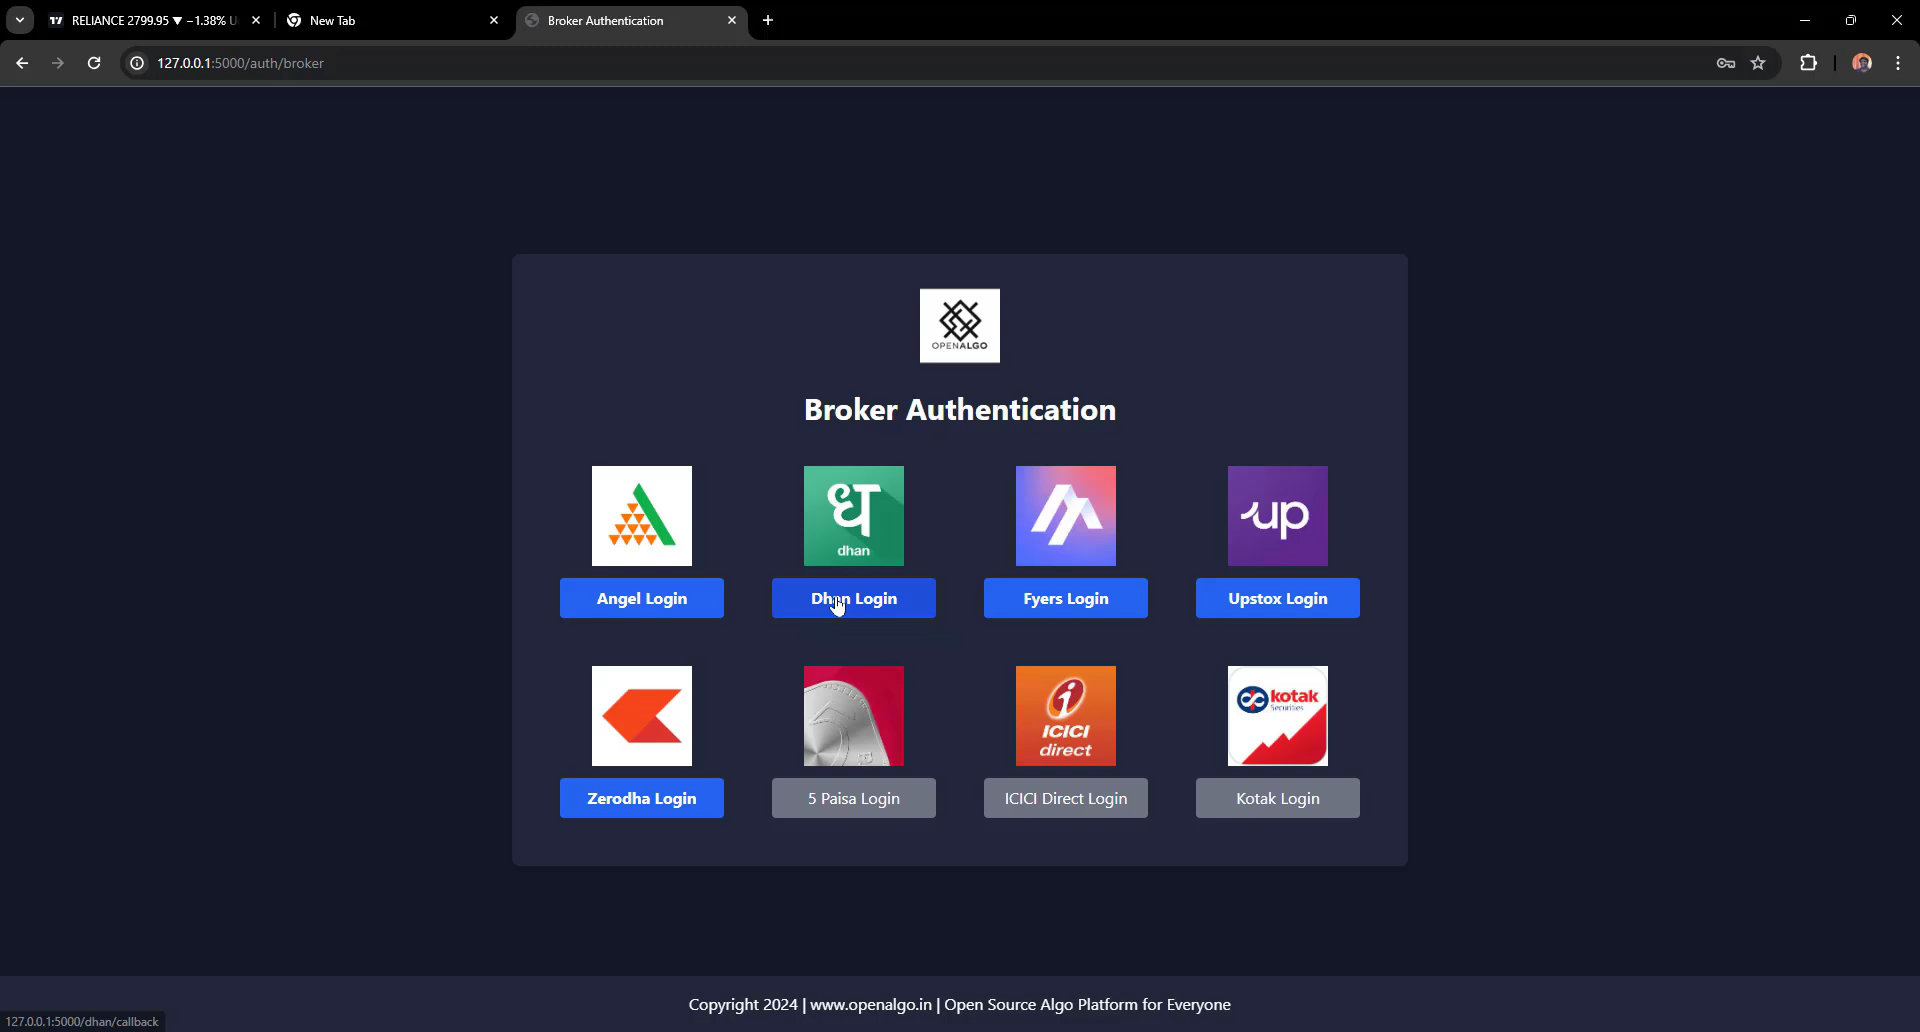 RELIANCE 2799.95 ▼ −1.38% U
New Tab
Broker Authentication
127.0.0.1:5000/auth/broker
OPENALGO
Broker Authentication
ध
dhan
up
Angel Login
Dhan Login
Fyers Login
Upstox Login
kotak
Securities
ICICI
direct
Zerodha Login
5 Paisa Login
ICICI Direct Login
Kotak Login
Copyright 2024 | www.openalgo.in | Open Source Algo Platform for Everyone
127.0.0.1:5000/dhan/callback